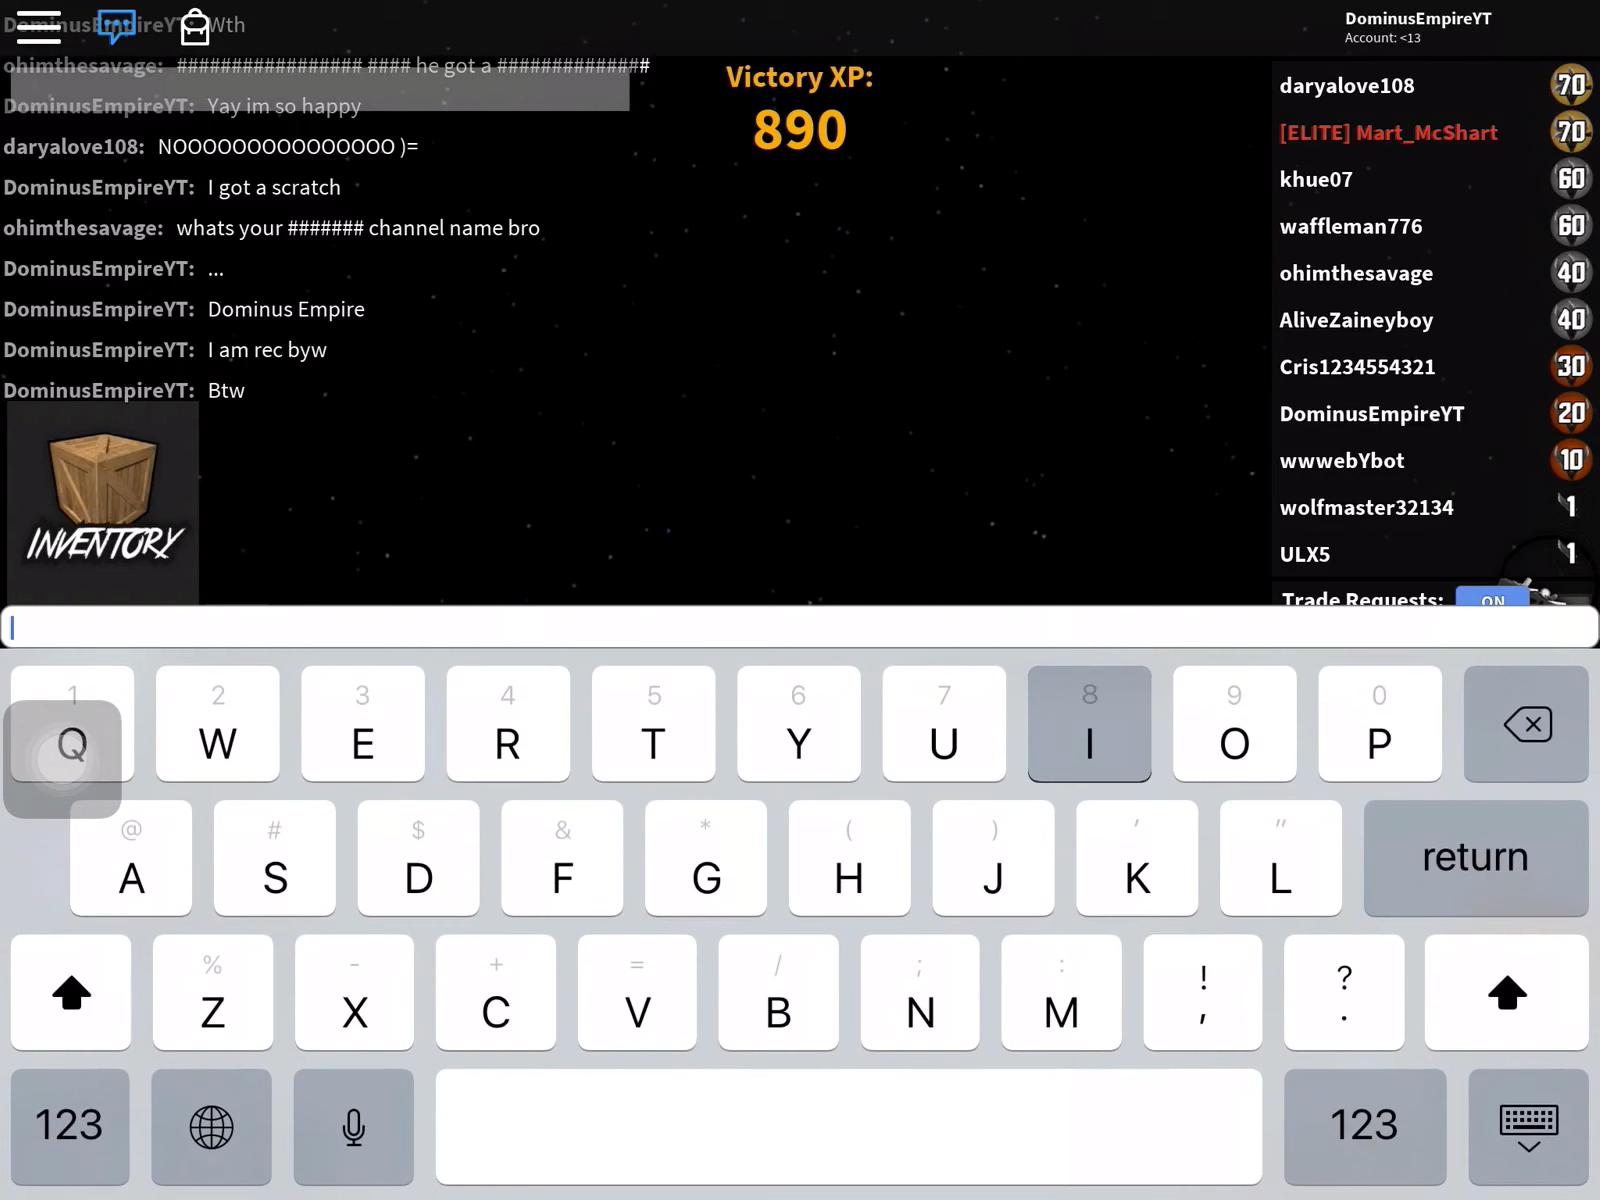 DominusEmpireYT: Wth
ohimthesavage: ################# #### he got a ##############
DominusEmpireYT: Yay im so happy
daryalove108: NOOOOOOOOOOOOOOO )=
DominusEmpireYT: I got a scratch
ohimthesavage: whats your ####### channel name bro
DominusEmpireYT: ...
DominusEmpireYT: Dominus Empire
DominusEmpireYT: I am rec byw
DominusEmpireYT: Btw
INVENTORY
Victory XP:
890
DominusEmpireYT
Account: <13
daryalove108 70
[ELITE] Mart_McShart 70
khue07 60
waffleman776 60
ohimthesavage 40
AliveZaineyboy 40
Cris1234554321 30
DominusEmpireYT 20
wwwebYbot 10
wolfmaster32134 1
ULX5 1
Trade Requests: ON
1 2 3 4 5 6 7 8 9 0
Q W E R T Y U I O P
@ # $ & * ( ) ' "
A S D F G H J K L return
% - + = / ; : ! ?
Z X C V B N M , .
123 123